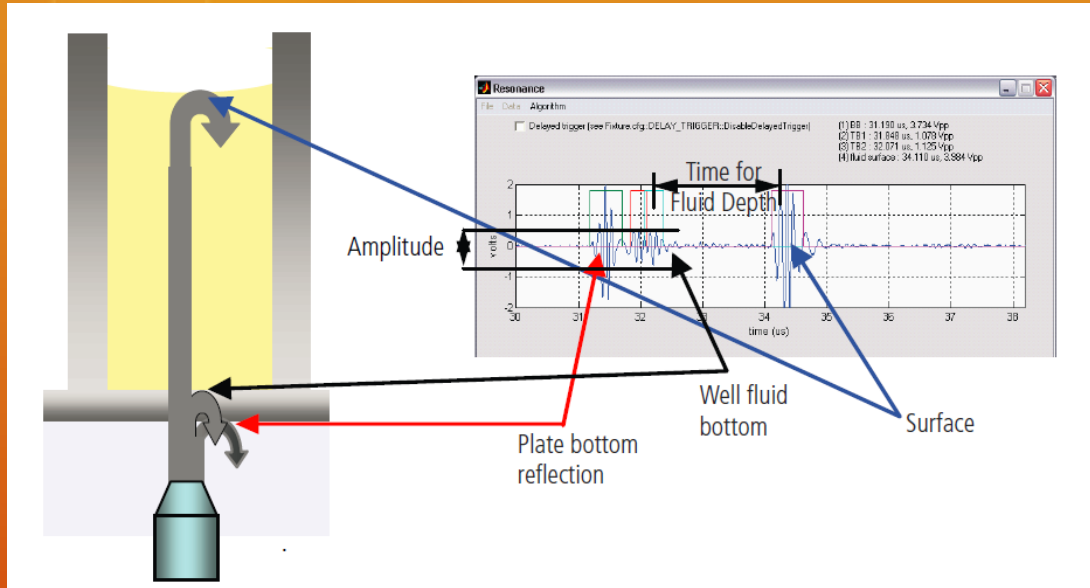 Resonance
File Data Algorithm
Delayed trigger (see Fixture.cfg::DELAY_TRIGGER::DisableDelayedTrigger)
(1) BB : 31.190 us, 3.734 Vpp
(2) TB1 : 31.848 us, 1.078 Vpp
(3) TB2 : 32.071 us, 1.125 Vpp
(4) fluid surface : 34.110 us, 3.984 Vpp
Time for
Fluid Depth
Amplitude
volts
2
1
0
-1
-2
30 31 32 33 34 35 36 37 38
time (us)
Well fluid
bottom
Surface
Plate bottom
reflection